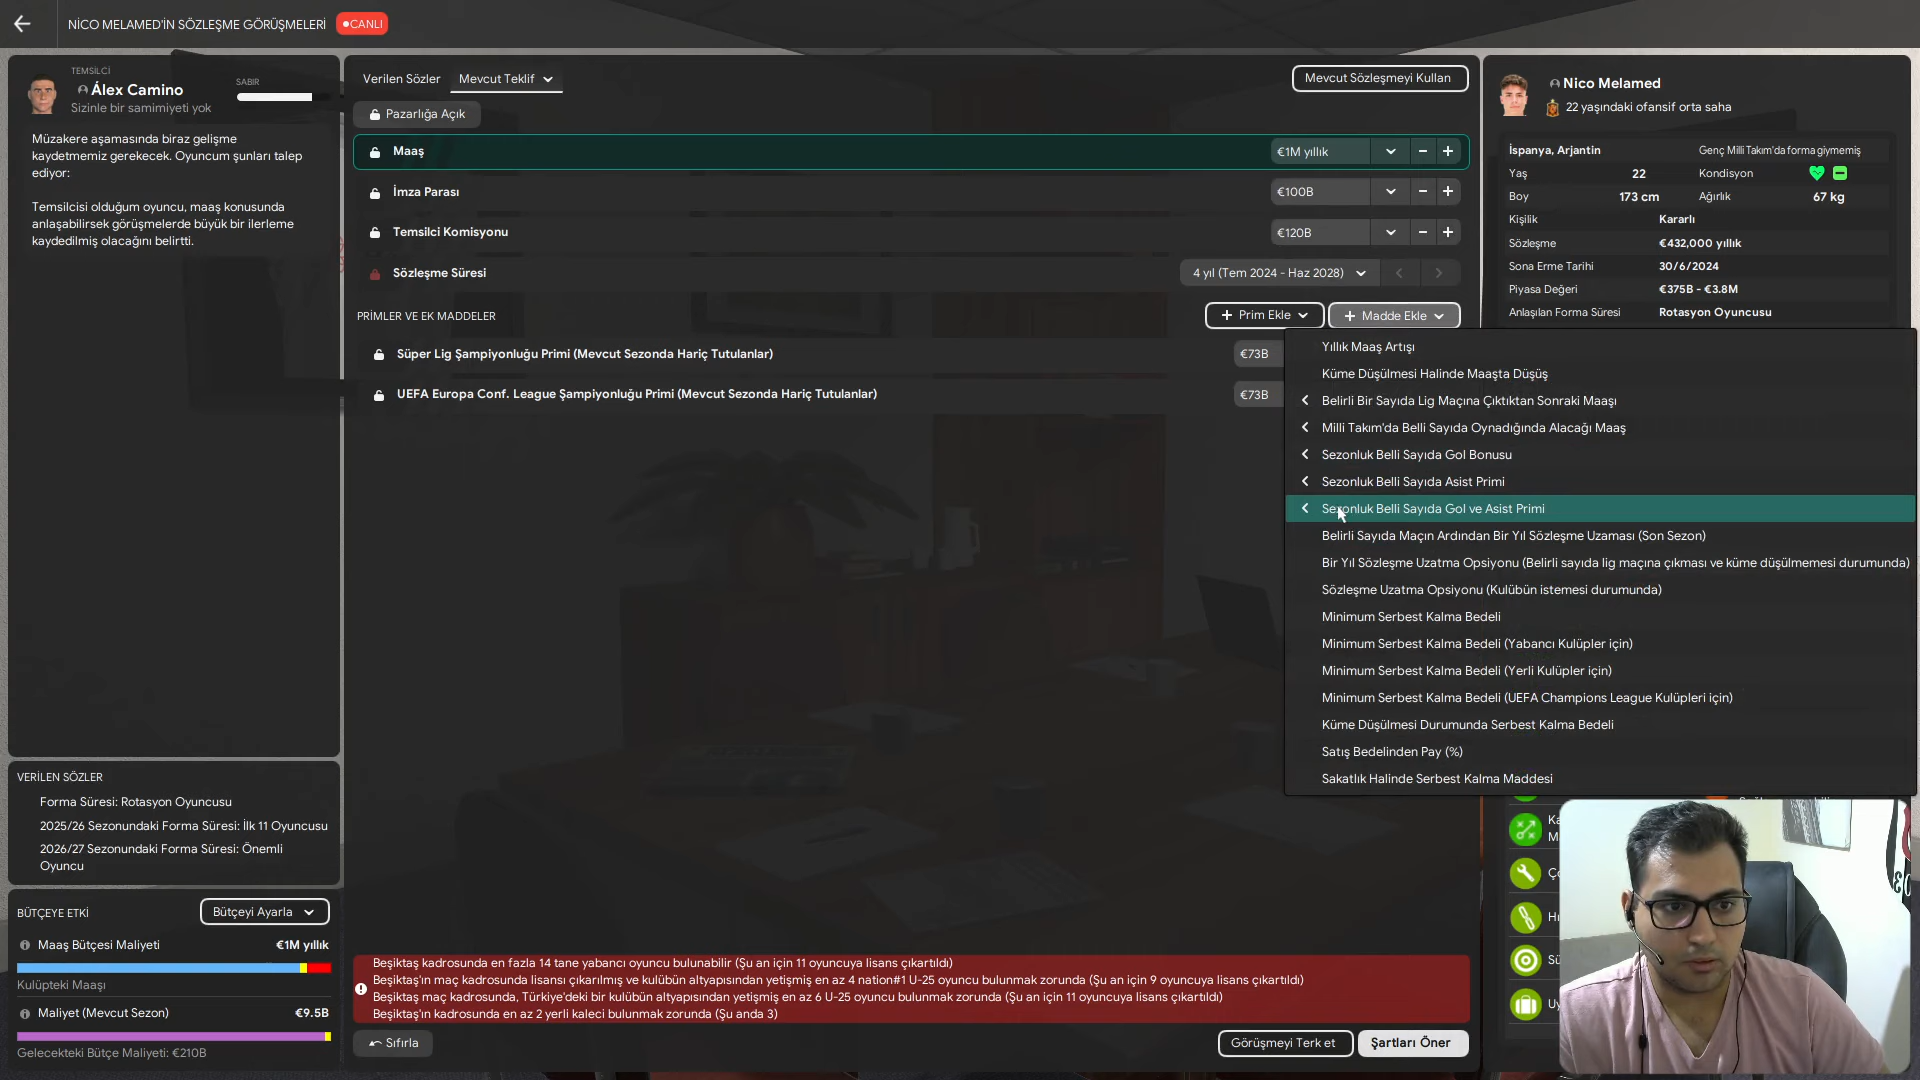 NİCO MELAMED'İN SÖZLEŞME GÖRÜŞMELERİ
CANLI
TEMSİLCİ
Álex Camino
Sizinle bir samimiyeti yok
SABIR
Müzakere aşamasında biraz gelişme
kaydetmemiz gerekecek. Oyuncum şunları talep
ediyor:
Temsilcisi olduğum oyuncu, maaş konusunda
anlaşabilirsek görüşmelerde büyük bir ilerleme
kaydedilmiş olacağını belirtti.
VERİLEN SÖZLER
Forma Süresi: Rotasyon Oyuncusu
2025/26 Sezonundaki Forma Süresi: İlk 11 Oyuncusu
2026/27 Sezonundaki Forma Süresi: Önemli
Oyuncu
BÜTÇEYE ETKİ
Bütçeyi Ayarla
Maaş Bütçesi Maliyeti €1M yıllık
Kulüpteki Maaşı
Maliyet (Mevcut Sezon) €9.5B
Gelecekteki Bütçe Maliyeti: €210B
Verilen Sözler
Mevcut Teklif
Mevcut Sözleşmeyi Kullan
Pazarlığa Açık
Maaş €1M yıllık
İmza Parası €100B
Temsilci Komisyonu €120B
Sözleşme Süresi 4 yıl (Tem 2024 - Haz 2028)
PRİMLER VE EK MADDELER
Prim Ekle
Madde Ekle
Süper Lig Şampiyonluğu Primi (Mevcut Sezonda Hariç Tutulanlar) €73B
UEFA Europa Conf. League Şampiyonluğu Primi (Mevcut Sezonda Hariç Tutulanlar) €73B
Yıllık Maaş Artışı
Küme Düşülmesi Halinde Maaşta Düşüş
Belirli Bir Sayıda Lig Maçına Çıktıktan Sonraki Maaşı
Milli Takım'da Belli Sayıda Oynadığında Alacağı Maaş
Sezonluk Belli Sayıda Gol Bonusu
Sezonluk Belli Sayıda Asist Primi
Sezonluk Belli Sayıda Gol ve Asist Primi
Belirli Sayıda Maçın Ardından Bir Yıl Sözleşme Uzaması (Son Sezon)
Bir Yıl Sözleşme Uzatma Opsiyonu (Belirli sayıda lig maçına çıkması ve küme düşülmemesi durumunda)
Sözleşme Uzatma Opsiyonu (Kulübün istemesi durumunda)
Minimum Serbest Kalma Bedeli
Minimum Serbest Kalma Bedeli (Yabancı Kulüpler için)
Minimum Serbest Kalma Bedeli (Yerli Kulüpler için)
Minimum Serbest Kalma Bedeli (UEFA Champions League Kulüpleri için)
Küme Düşülmesi Durumunda Serbest Kalma Bedeli
Satış Bedelinden Pay (%)
Sakatlık Halinde Serbest Kalma Maddesi
Beşiktaş kadrosunda en fazla 14 tane yabancı oyuncu bulunabilir (Şu an için 11 oyuncuya lisans çıkartıldı)
Beşiktaş'ın maç kadrosunda lisansı çıkarılmış ve kulübün altyapısından yetişmiş en az 4 nation#1 U-25 oyuncu bulunmak zorunda (Şu an için 9 oyuncuya lisans çıkartıldı)
Beşiktaş maç kadrosunda, Türkiye'deki bir kulübün altyapısından yetişmiş en az 6 U-25 oyuncu bulunmak zorunda (Şu an için 11 oyuncuya lisans çıkartıldı)
Beşiktaş'ın kadrosunda en az 2 yerli kaleci bulunmak zorunda (Şu anda 3)
Sıfırla
Görüşmeyi Terk et
Şartları Öner
Nico Melamed
22 yaşındaki ofansif orta saha
İspanya, Arjantin Genç Milli Takım'da forma giymemiş
Yaş 22 Kondisyon
Boy 173 cm Ağırlık 67 kg
Kişilik Kararlı
Sözleşme €432,000 yıllık
Sona Erme Tarihi 30/6/2024
Piyasa Değeri €375B - €3.8M
Anlaşılan Forma Süresi Rotasyon Oyuncusu